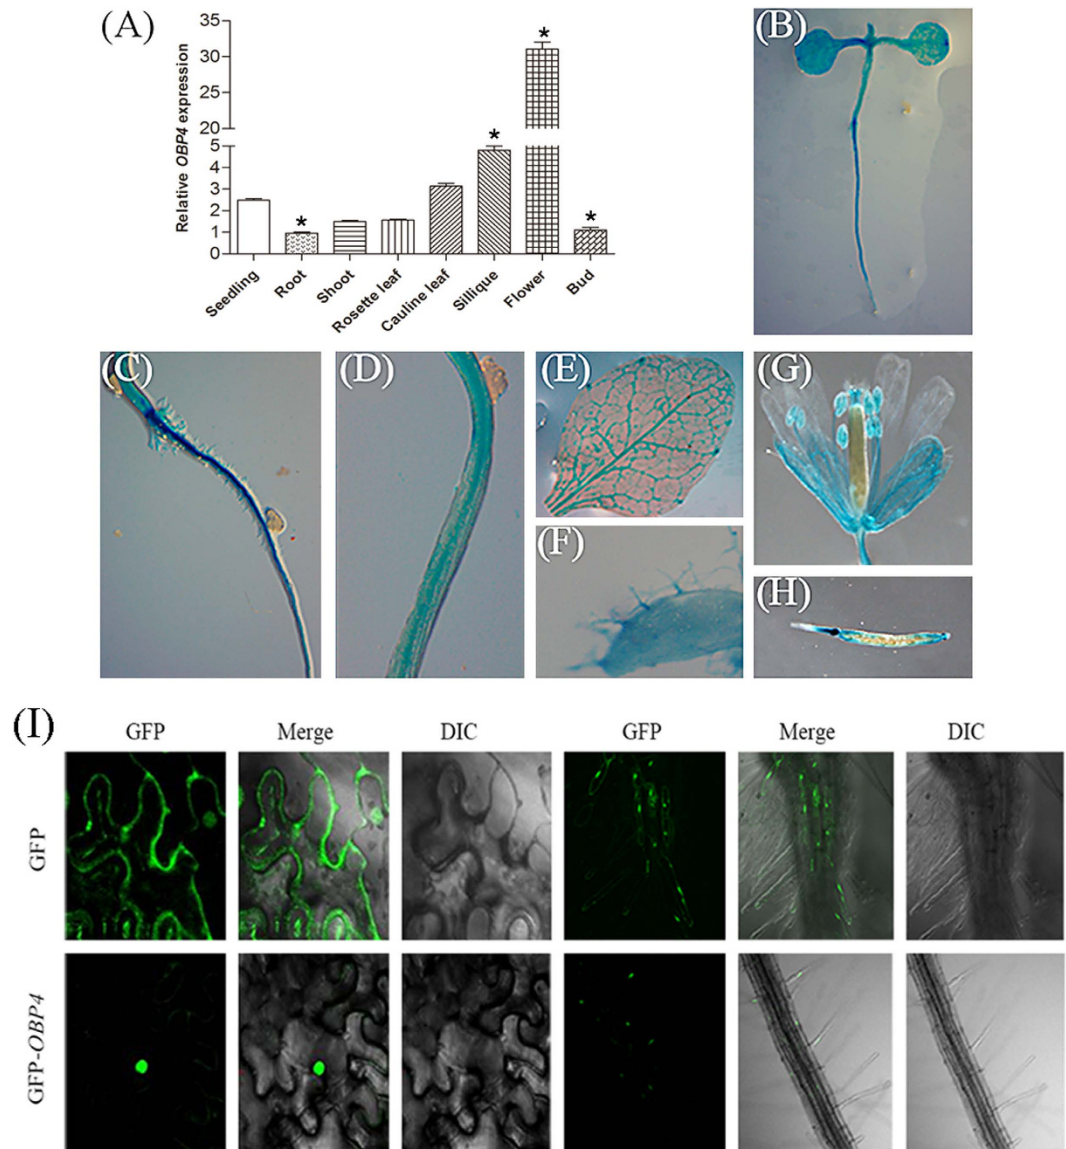 (A)
Relative OBP4 expression
35
30
25
20
5
4
3
2
1
0
* * * *
Seedling
Root
Shoot
Rosette leaf
Cauline leaf
Sillique
Flower
Bud
(B)
(C)
(D)
(E)
(F)
(G)
(H)
(I)
GFP Merge DIC GFP Merge DIC
GFP
GFP-OBP4